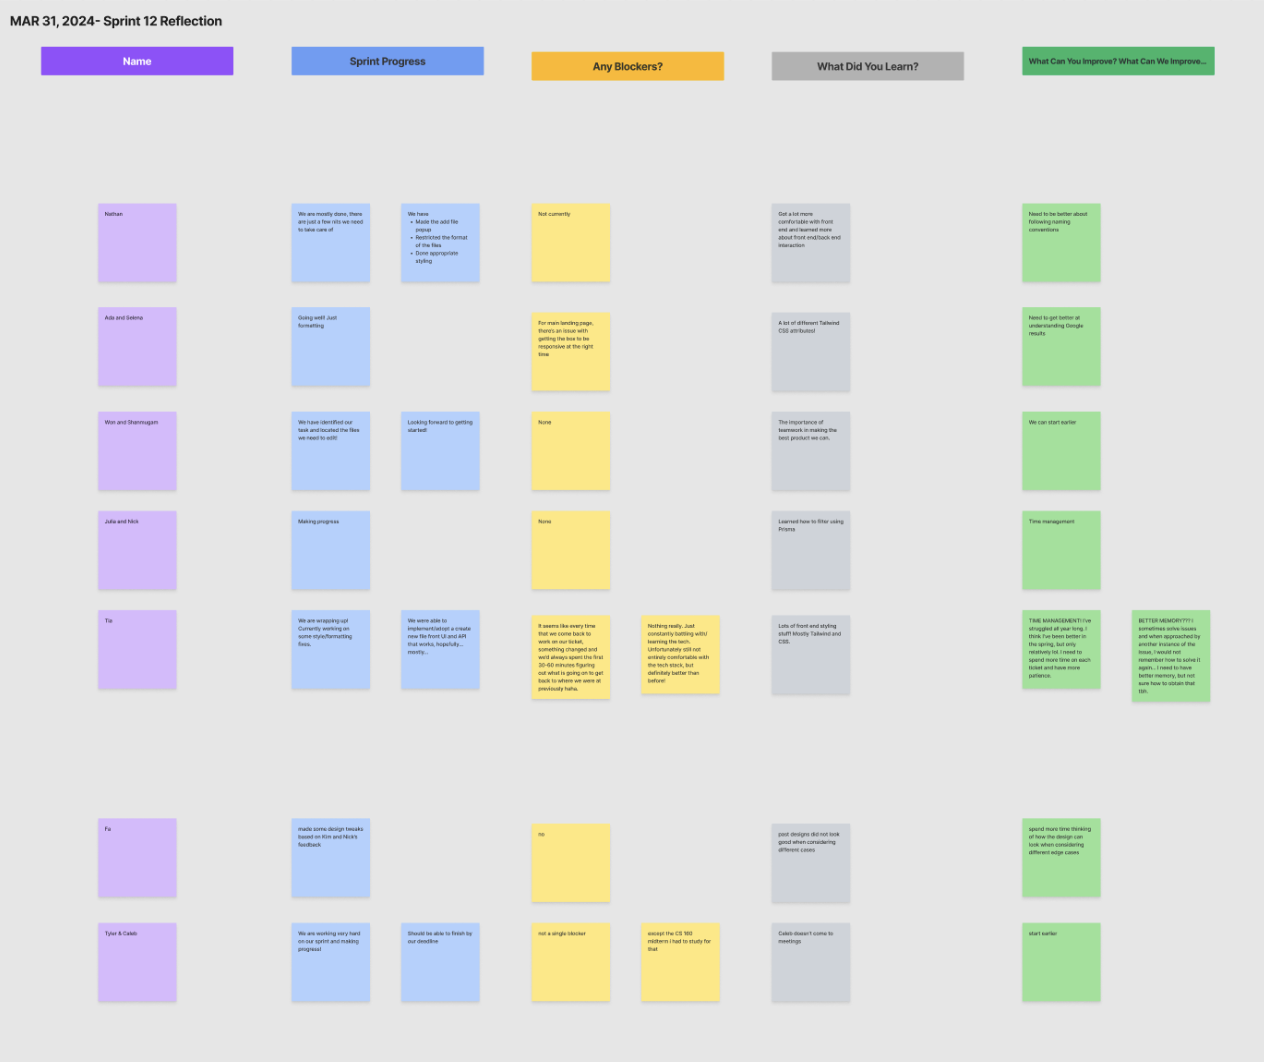 MAR 31, 2024- Sprint 12 Reflection
Name
Sprint Progress
Any Blockers?
What Did You Learn?
What Can You Improve? What Can We Improve...
Nathan
We are mostly done, there
are just a few nits we need
to take care of
We have
• Made the add file
popup
• Restricted the format
of the files
• Done appropriate
styling
Not currently
Got a lot more
comfortable with front
end and learned more
about front end/back end
interaction
Need to be better about
following naming
conventions
Ada and Selena
Going well! Just
formatting
For main landing page,
there's an issue with
getting the box to be
responsive at the right
time
A lot of different Tailwind
CSS attributes!
Need to get better at
understanding Google
results
Won and Shanmugam
We have identified our
task and located the files
we need to edit!
Looking forward to getting
started!
None
The importance of
teamwork in making the
best product we can.
We can start earlier
Julia and Nick
Making progress
None
Learned how to filter using
Prisma
Time management
Tia
We are wrapping up!
Currently working on
some style/formatting
fixes.
We were able to
implement/adopt a create
new file front UI and API
that works, hopefully...
mostly...
It seems like every time
that we come back to
work on our ticket,
something changed and
we'd always spent the first
30-60 minutes figuring
out what is going on to get
back to where we were at
previously haha.
Nothing really. Just
constantly battling with/
learning the tech.
Unfortunately still not
entirely comfortable with
the tech stock, but
definitely better than
before!
Lots of front end styling
stuff! Mostly Tailwind and
CSS.
TIME MANAGEMENT! I've
struggled all year long. I
think I've been better in
the spring, but only
relatively lol. I need to
spend more time on each
ticket and have more
patience.
BETTER MEMORY??? I
sometimes solve issues
and when approached by
another instance of the
issue, I would not
remember how to solve it
again... I need to have
better memory, but not
sure how to obtain that
tbh.
Fa
made some design tweaks
based on Kim and Nick's
feedback
no
past designs did not look
good when considering
different cases
spend more time thinking
of how the design can
look when considering
different edge cases
Tyler & Caleb
We are working very hard
on our sprint and making
progress!
Should be able to finish by
our deadline
not a single blocker
except the CS 160
midterm i had to study for
that
Caleb doesn't come to
meetings
start earlier